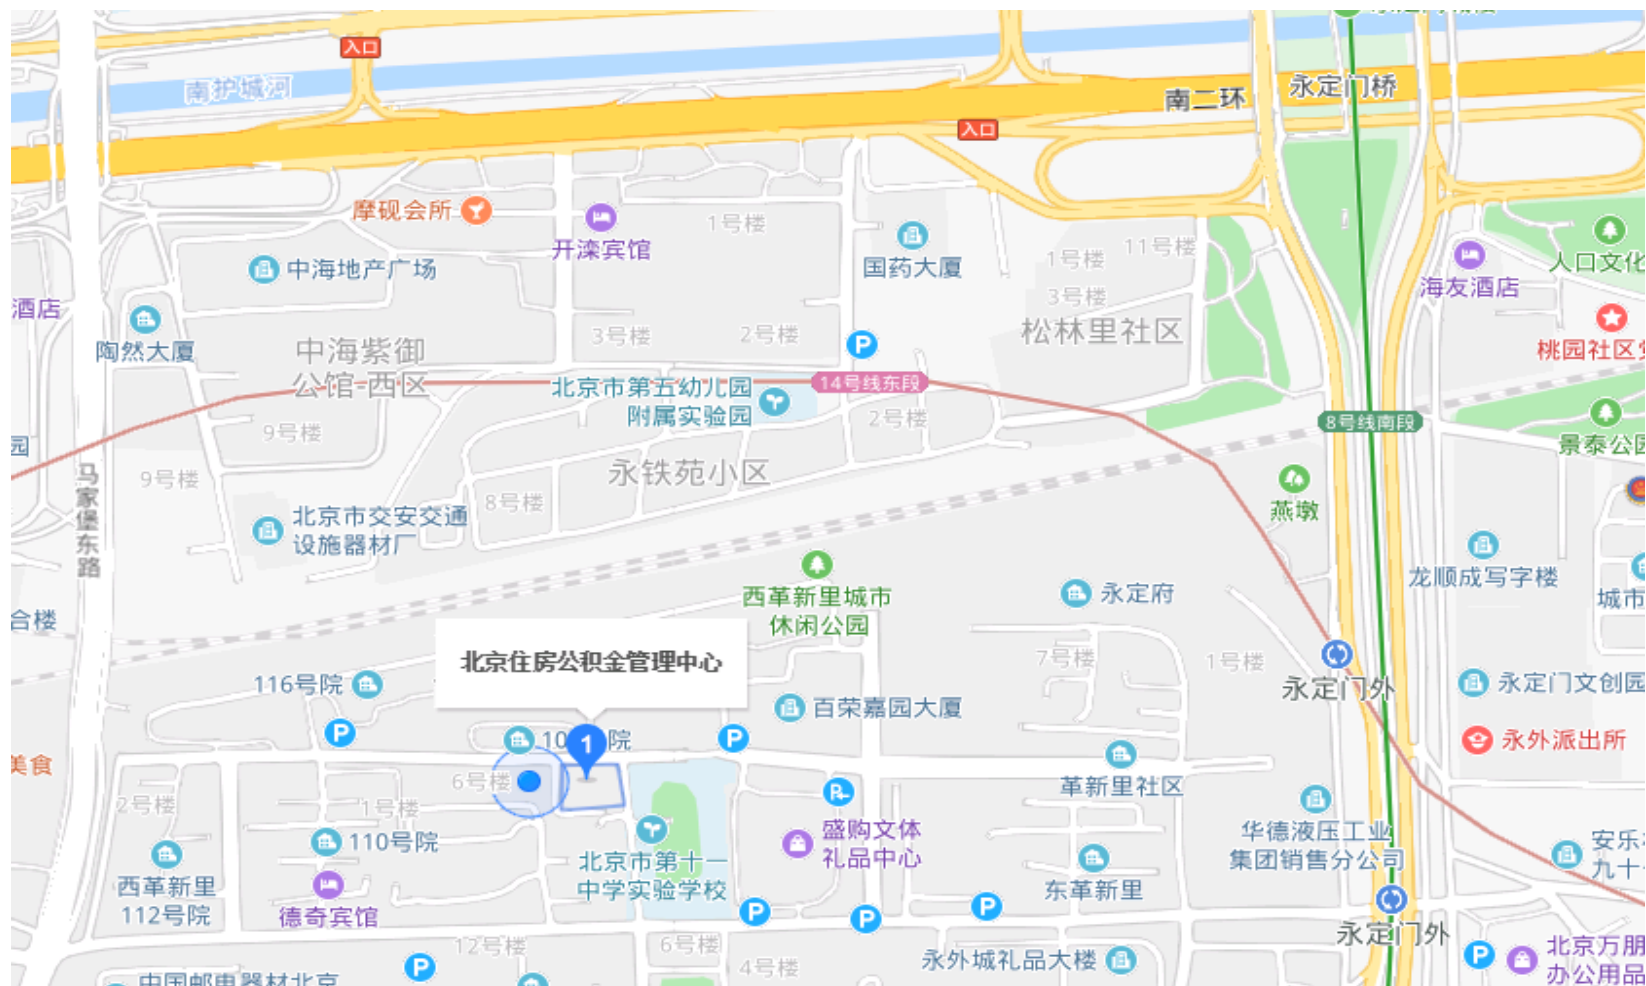 入口
南护城河
南二环
永定门桥
入口
摩砚会所
1号楼
开滦宾馆
国药大厦
1号楼
11号楼
人口文化
中海地产广场
3号楼
海友酒店
酒店
陶然大厦
3号楼
2号楼
松林里社区
桃园社区
中海紫御
公馆-西区
北京市第五幼儿园
附属实验园
14号线东段
2号楼
8号线南段
园
9号楼
景泰公园
马家堡东路
9号楼
永铁苑小区
8号楼
燕墩
北京市交安交通
设施器材厂
龙顺成写字楼
西革新里城市
休闲公园
永定府
城市
合楼
北京住房公积金管理中心
7号楼
1号楼
116号院
永定门外
永定门文创园
百荣嘉园大厦
10
院
1
永外派出所
美食
6号楼
革新里社区
2号楼
1号楼
110号院
盛购文体
礼品中心
华德液压工业
集团销售分公司
安乐
九十
北京市第十一
中学实验学校
西革新里
112号院
德奇宾馆
东革新里
永定门外
12号楼
6号楼
4号楼
永外城礼品大楼
北京万朋
办公用品
中国邮电器材北京